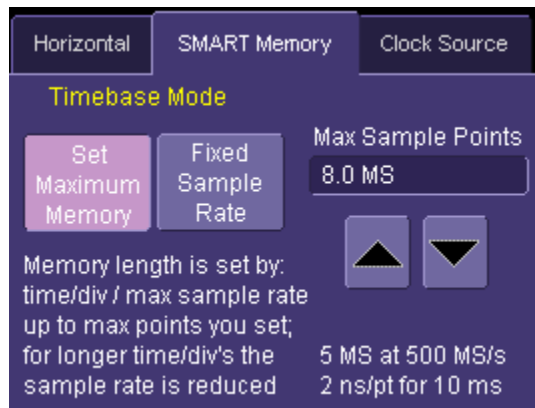 Horizontal
SMART Memory
Clock Source
Timebase Mode
Set
Maximum
Memory
Fixed
Sample
Rate
Max Sample Points
8.0 MS
Memory length is set by:
time/div / max sample rate
up to max points you set;
for longer time/div's the
sample rate is reduced
5 MS at 500 MS/s
2 ns/pt for 10 ms